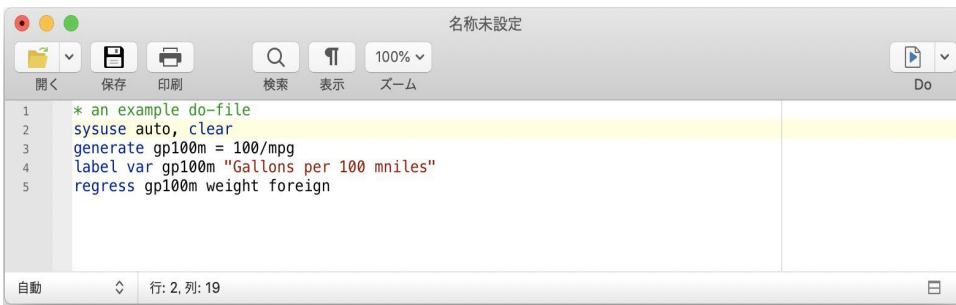 名称未設定
開く 保存 印刷 検索 表示 100% ズーム Do
1 * an example do-file
2 sysuse auto, clear
3 generate gp100m = 100/mpg
4 label var gp100m "Gallons per 100 mniles"
5 regress gp100m weight foreign
自動 行: 2, 列: 19